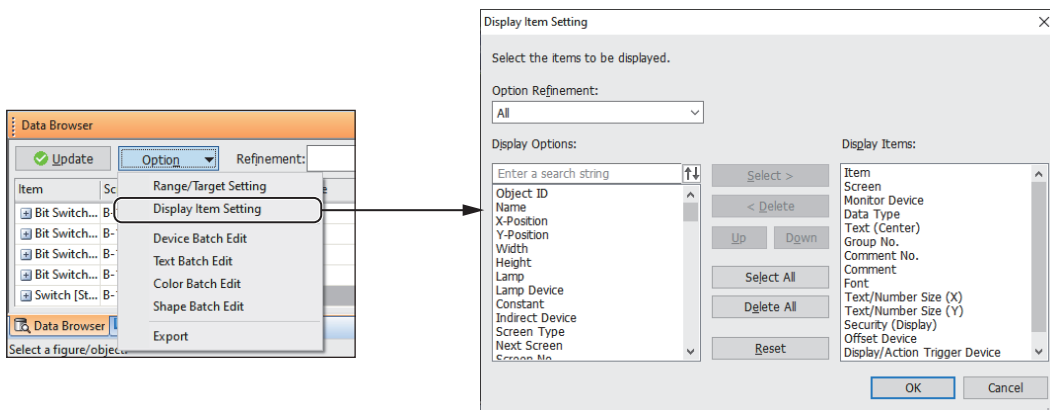 Data Browser
Update Option Refinement:
Item Sc
Bit Switch... B-
Bit Switch... B-
Bit Switch... B-
Bit Switch... B-
Switch [St... B-
Range/Target Setting
Display Item Setting
Device Batch Edit
Text Batch Edit
Color Batch Edit
Shape Batch Edit
Export
Data Browser
Select a figure/object
Display Item Setting
Select the items to be displayed.
Option Refinement:
All
Display Options:
Enter a search string
Object ID
Name
X-Position
Y-Position
Width
Height
Lamp
Lamp Device
Constant
Indirect Device
Screen Type
Next Screen
Screen No.
Select >
< Delete
Up Down
Select All
Delete All
Reset
Display Items:
Item
Screen
Monitor Device
Data Type
Text (Center)
Group No.
Comment No.
Comment
Font
Text/Number Size (X)
Text/Number Size (Y)
Security (Display)
Offset Device
Display/Action Trigger Device
OK Cancel